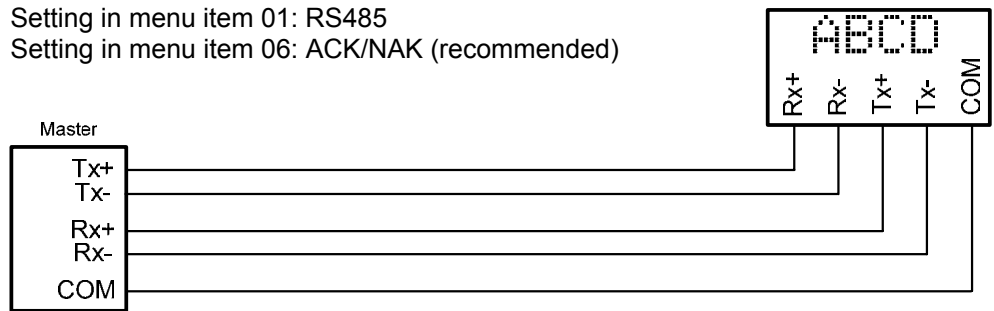 Setting in menu item 01: RS485
Setting in menu item 06: ACK/NAK (recommended)
ABCD
Rx+ Rx- Tx+ Tx- COM
Master
Tx+
Tx-
Rx+
Rx-
COM